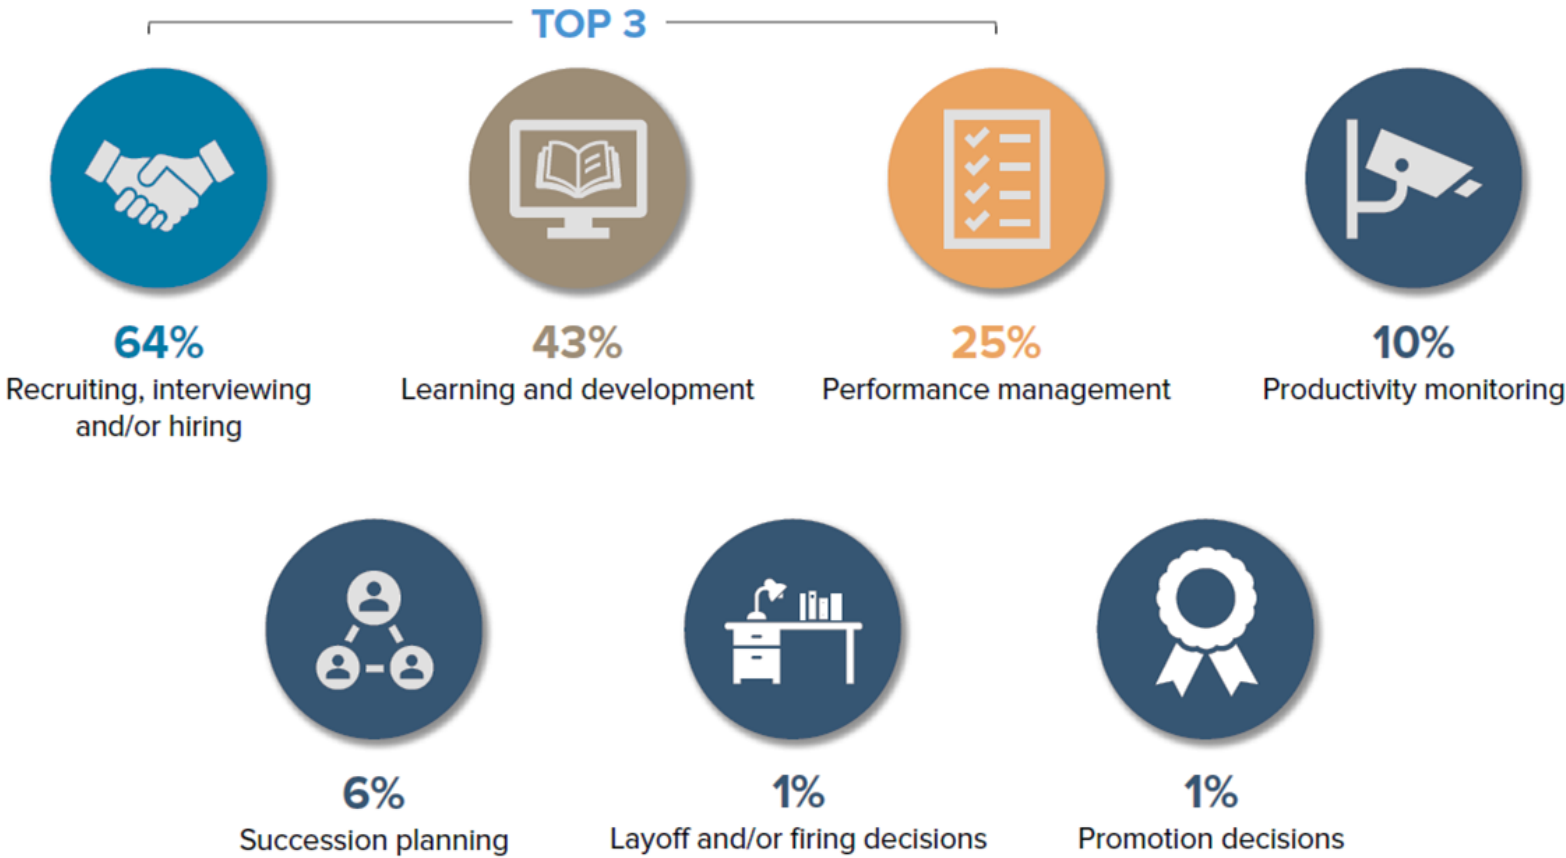 TOP 3
64%
Recruiting, interviewing
and/or hiring
43%
Learning and development
25%
Performance management
10%
Productivity monitoring
6%
Succession planning
1%
Layoff and/or firing decisions
1%
Promotion decisions